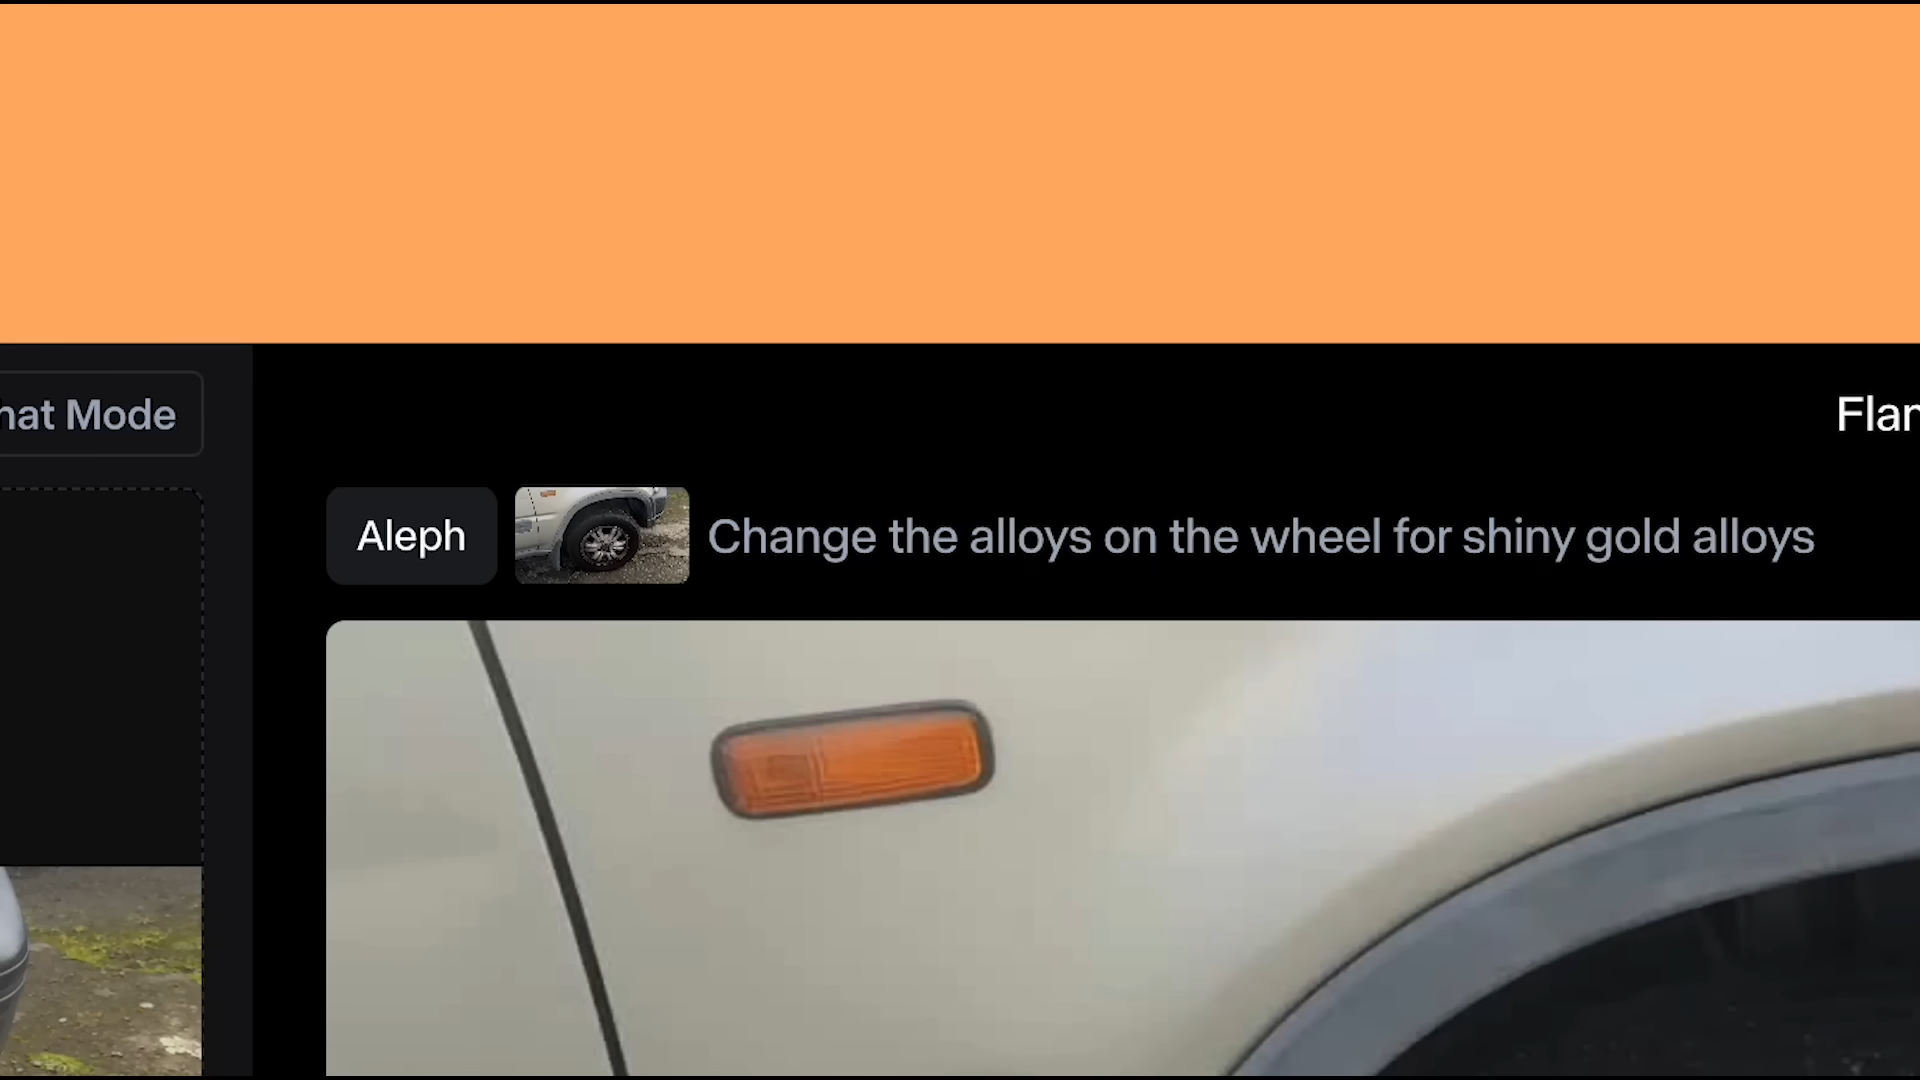 hat Mode
Flan
Aleph
Change the alloys on the wheel for shiny gold alloys